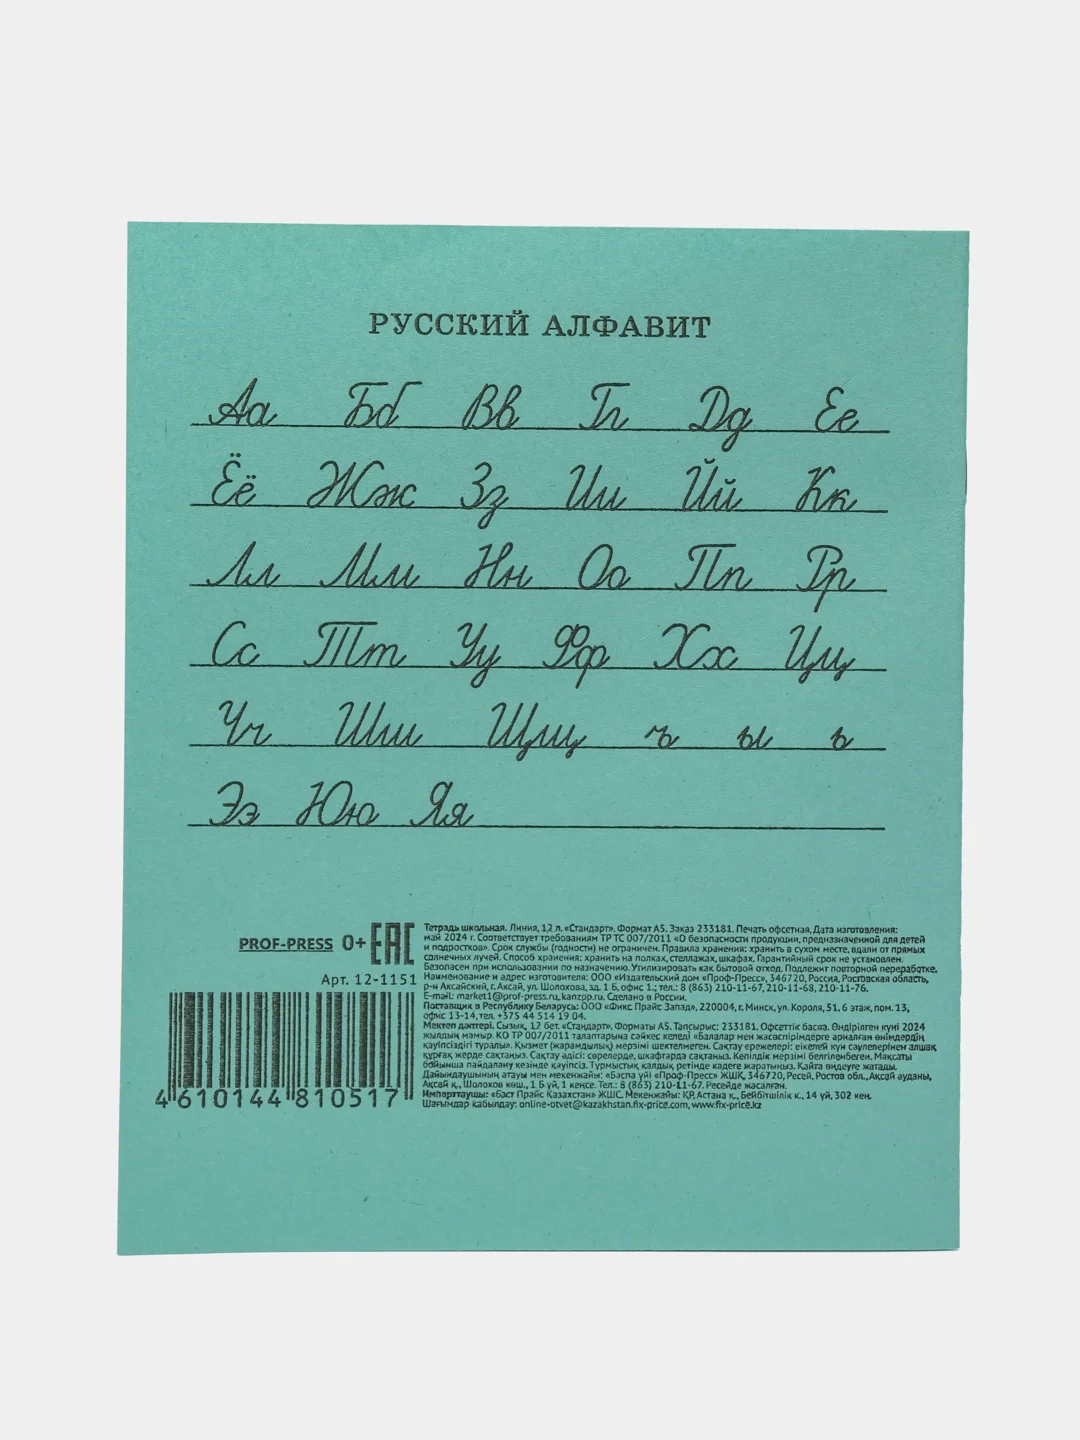 РУССКИЙ АЛФАВИТ
Аа Бб Вв Гг Дд Ее
Ёё Жж Зз Ии Йй Кк
Лл Мм Нн Оо Пп Рр
Сс Тт Уу Фф Хх Цц
Чч Шш Щщ ъ ы ь
Ээ Юю Яя
PROF-PRESS 0+ EAC
Арт. 12-1151
4 610144 810517
Тетрадь школьная. Линия, 12 л. «Стандарт». Формат А5. Заказ 233181. Печать офсетная, Дата изготовления:
май 2024 г. Соответствует требованиям ТР ТС 007/2011 «О безопасности продукции, предназначенной для детей
и подростков». Срок службы (годности) не ограничен. Правила хранения: хранить в сухом месте, вдали от прямых
солнечных лучей. Способ хранения: хранить на полках, стеллажах, шкафах. Гарантийный срок не установлен.
Безопасен при использовании по назначению. Утилизировать как бытовой отход. Подлежит повторной переработке.
Наименование и адрес изготовителя: ООО «Издательский дом «Проф-Пресс», 346720, Россия, Ростовская область,
р-н Аксайский, г. Аксай, ул. Шолохова, зд. 1 Б, офис 1.; тел.: 8 (863) 210-11-67, 210-11-68, 210-11-76.
E-mail: market1@prof-press.ru, kanzpp.ru. Сделано в России.
Поставщик в Республику Беларусь: ООО «Фикс Прайс Запад», 220004, г. Минск, ул. Короля, 51, 6 этаж, пом. 13,
офис 13-14, тел. +375 44 514 19 04.
Мектеп дәптері. Сызық, 12 бет. «Стандарт», Форматы А5. Тапсырыс: 233181. Офсеттік басяа. Өндірілген күні 2024
жылдың мамыр. КО ТР 007/2011 талаптарына сәйкес келеді «Балалар мен жасөспірімдерге арналған өнімдердің
қауіпсіздігі туралы». Қызмет (жарамдылық) мерзімі шектелмеген. Сақтау ережелері: еікелей күн сәулелерінен алшақ
құрғақ жерде сақтаңыз. Сақтау әдісі: сөрелерде, шкафтарда сақтаңыз. Кепілдік мерзімі белгіленбеген. Мақсаты
бойынша пайдалану кезінде қауіпсіз. Тұрмыстық қалдық ретінде кәдеге жаратыңыз. Қайта өңдеуге жатады.
Дайындаушының атауы мен мекенжайы: «Баспа үйі «Проф-Пресс» ЖШҚ, 346720, Ресей, Ростов обл., Ақсай ауданы,
Ақсай қ., Шолохов көш., 1 Б үй, 1 кеңсе. Тел.: 8 (863) 210-11-67. Ресейде жасалған.
Импорттаушы: «Бэст Прайс Қазахстан» ЖШС. Мекенжайы: ҚР, Астана қ., Бейбітшілік к., 14 үй, 302 кең.
Шағымдар қабылдау: online-otvet@kazakhstan.fix-price.com, www.fix-price.kz